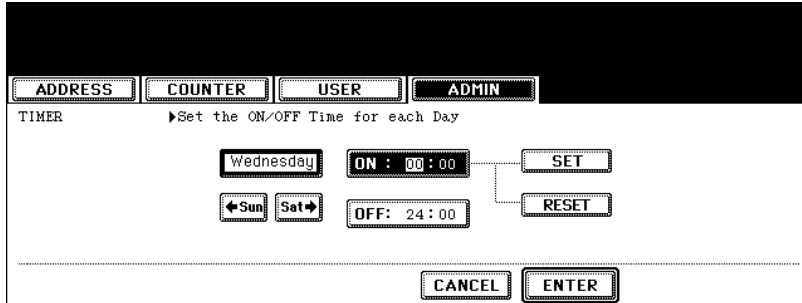 ADDRESS COUNTER USER ADMIN
TIMER ▶Set the ON/OFF Time for each Day
Wednesday ON : 00:00 SET
←Sun Sat→ OFF: 24:00 RESET
CANCEL ENTER